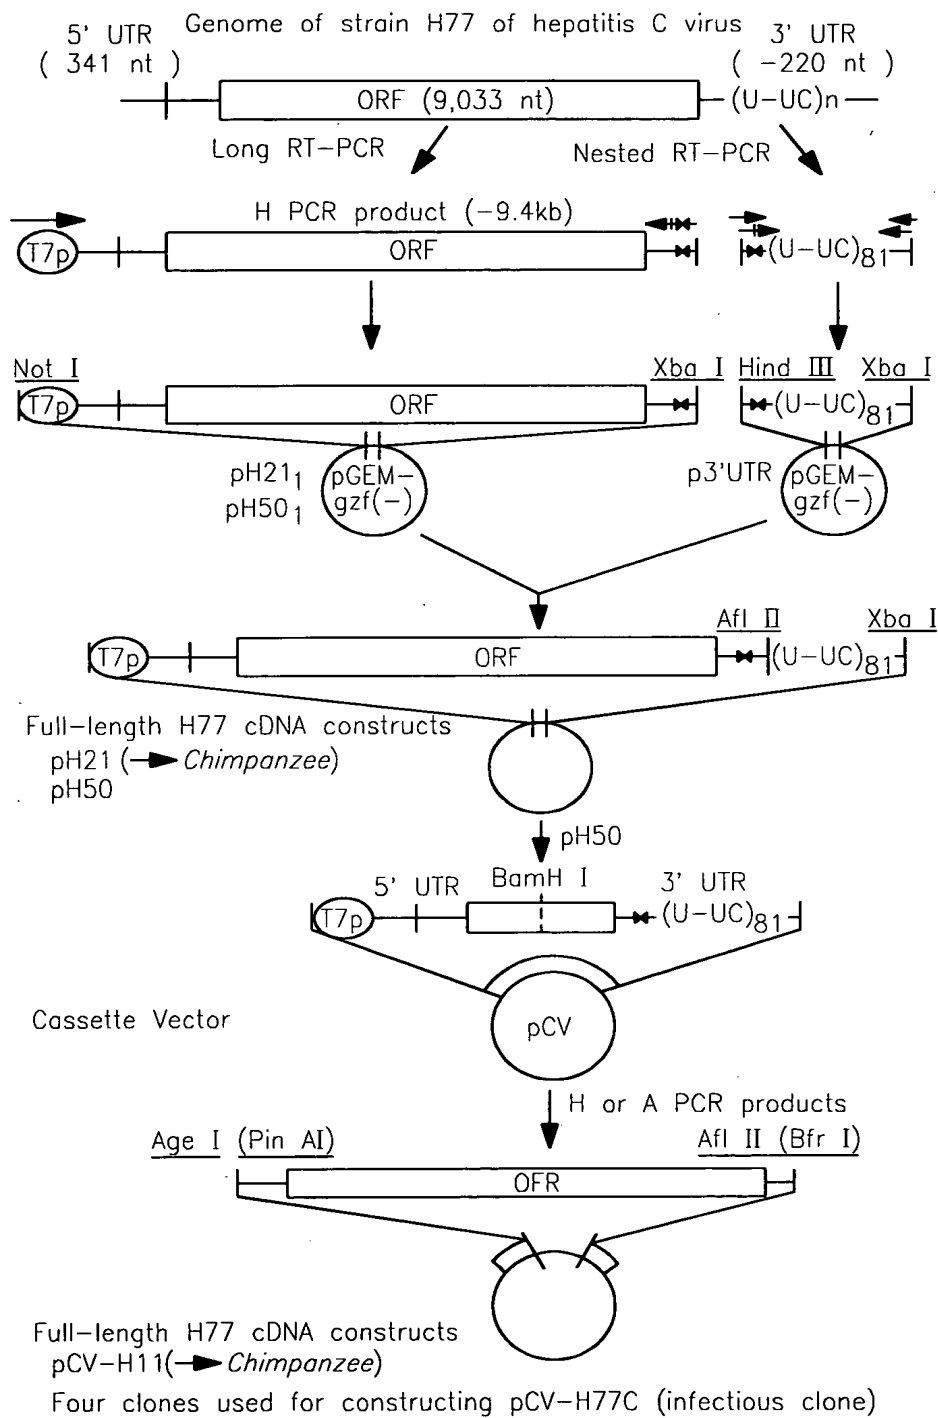 Genome of strain H77 of hepatitis C virus
5' UTR
( 341 nt )
3' UTR
( -220 nt )
ORF (9,033 nt)
(U-UC)n
Long RT-PCR
Nested RT-PCR
H PCR product (-9.4kb)
T7p
ORF
(U-UC)81
Not I
Xba I
Hind III
Xba I
T7p
ORF
(U-UC)81
pH21₁
pH50₁
pGEM-
gzf(-)
p3'UTR
pGEM-
gzf(-)
Afl II
Xba I
T7p
ORF
(U-UC)81
Full-length H77 cDNA constructs
pH21 (→ Chimpanzee)
pH50
pH50
5' UTR
BamH I
3' UTR
T7p
(U-UC)81
Cassette Vector
pCV
H or A PCR products
Age I (Pin AI)
Afl II (Bfr I)
OFR
Full-length H77 cDNA constructs
pCV-H11(→ Chimpanzee)
Four clones used for constructing pCV-H77C (infectious clone)